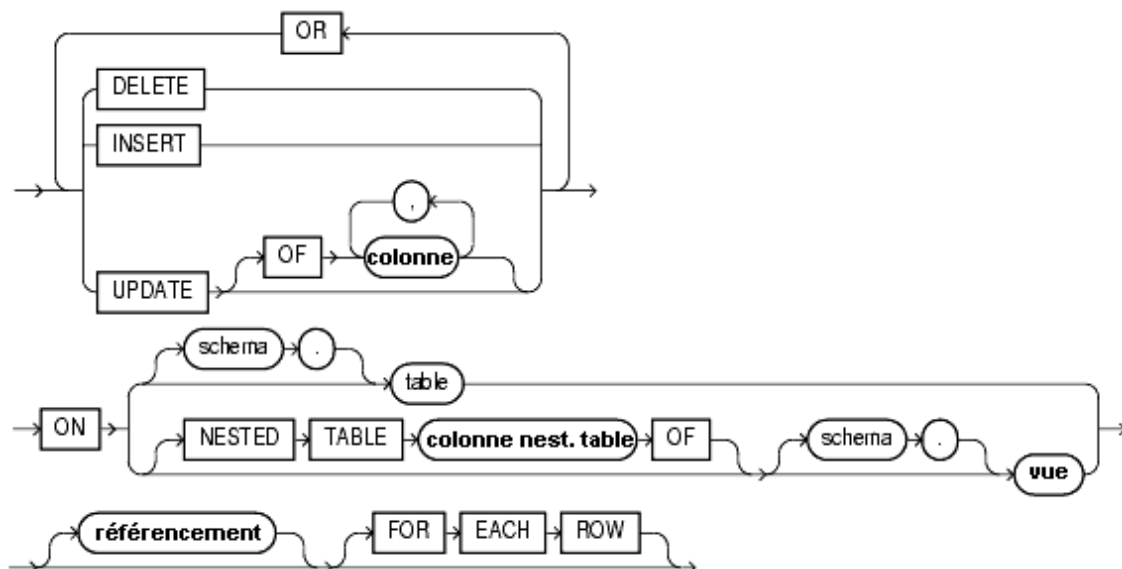 OR
DELETE
INSERT
,
OF colonne
UPDATE
schema .
table
ON NESTED TABLE colonne nest. table OF schema .
vue
référencement FOR EACH ROW